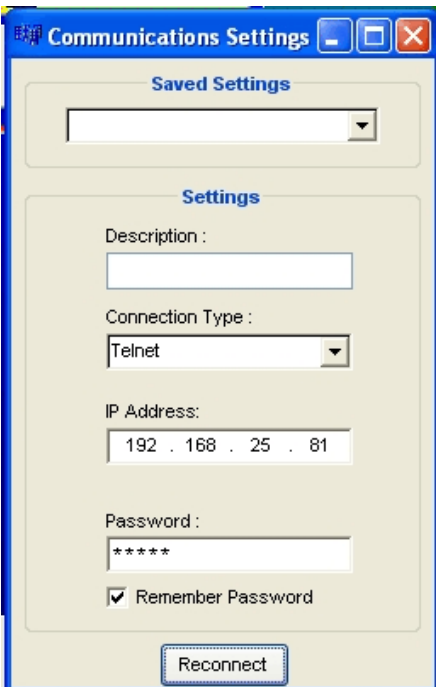 Communications Settings
Saved Settings
Settings
Description :
Connection Type :
Telnet
IP Address:
192 . 168 . 25 . 81
Password :
*****
Remember Password
Reconnect